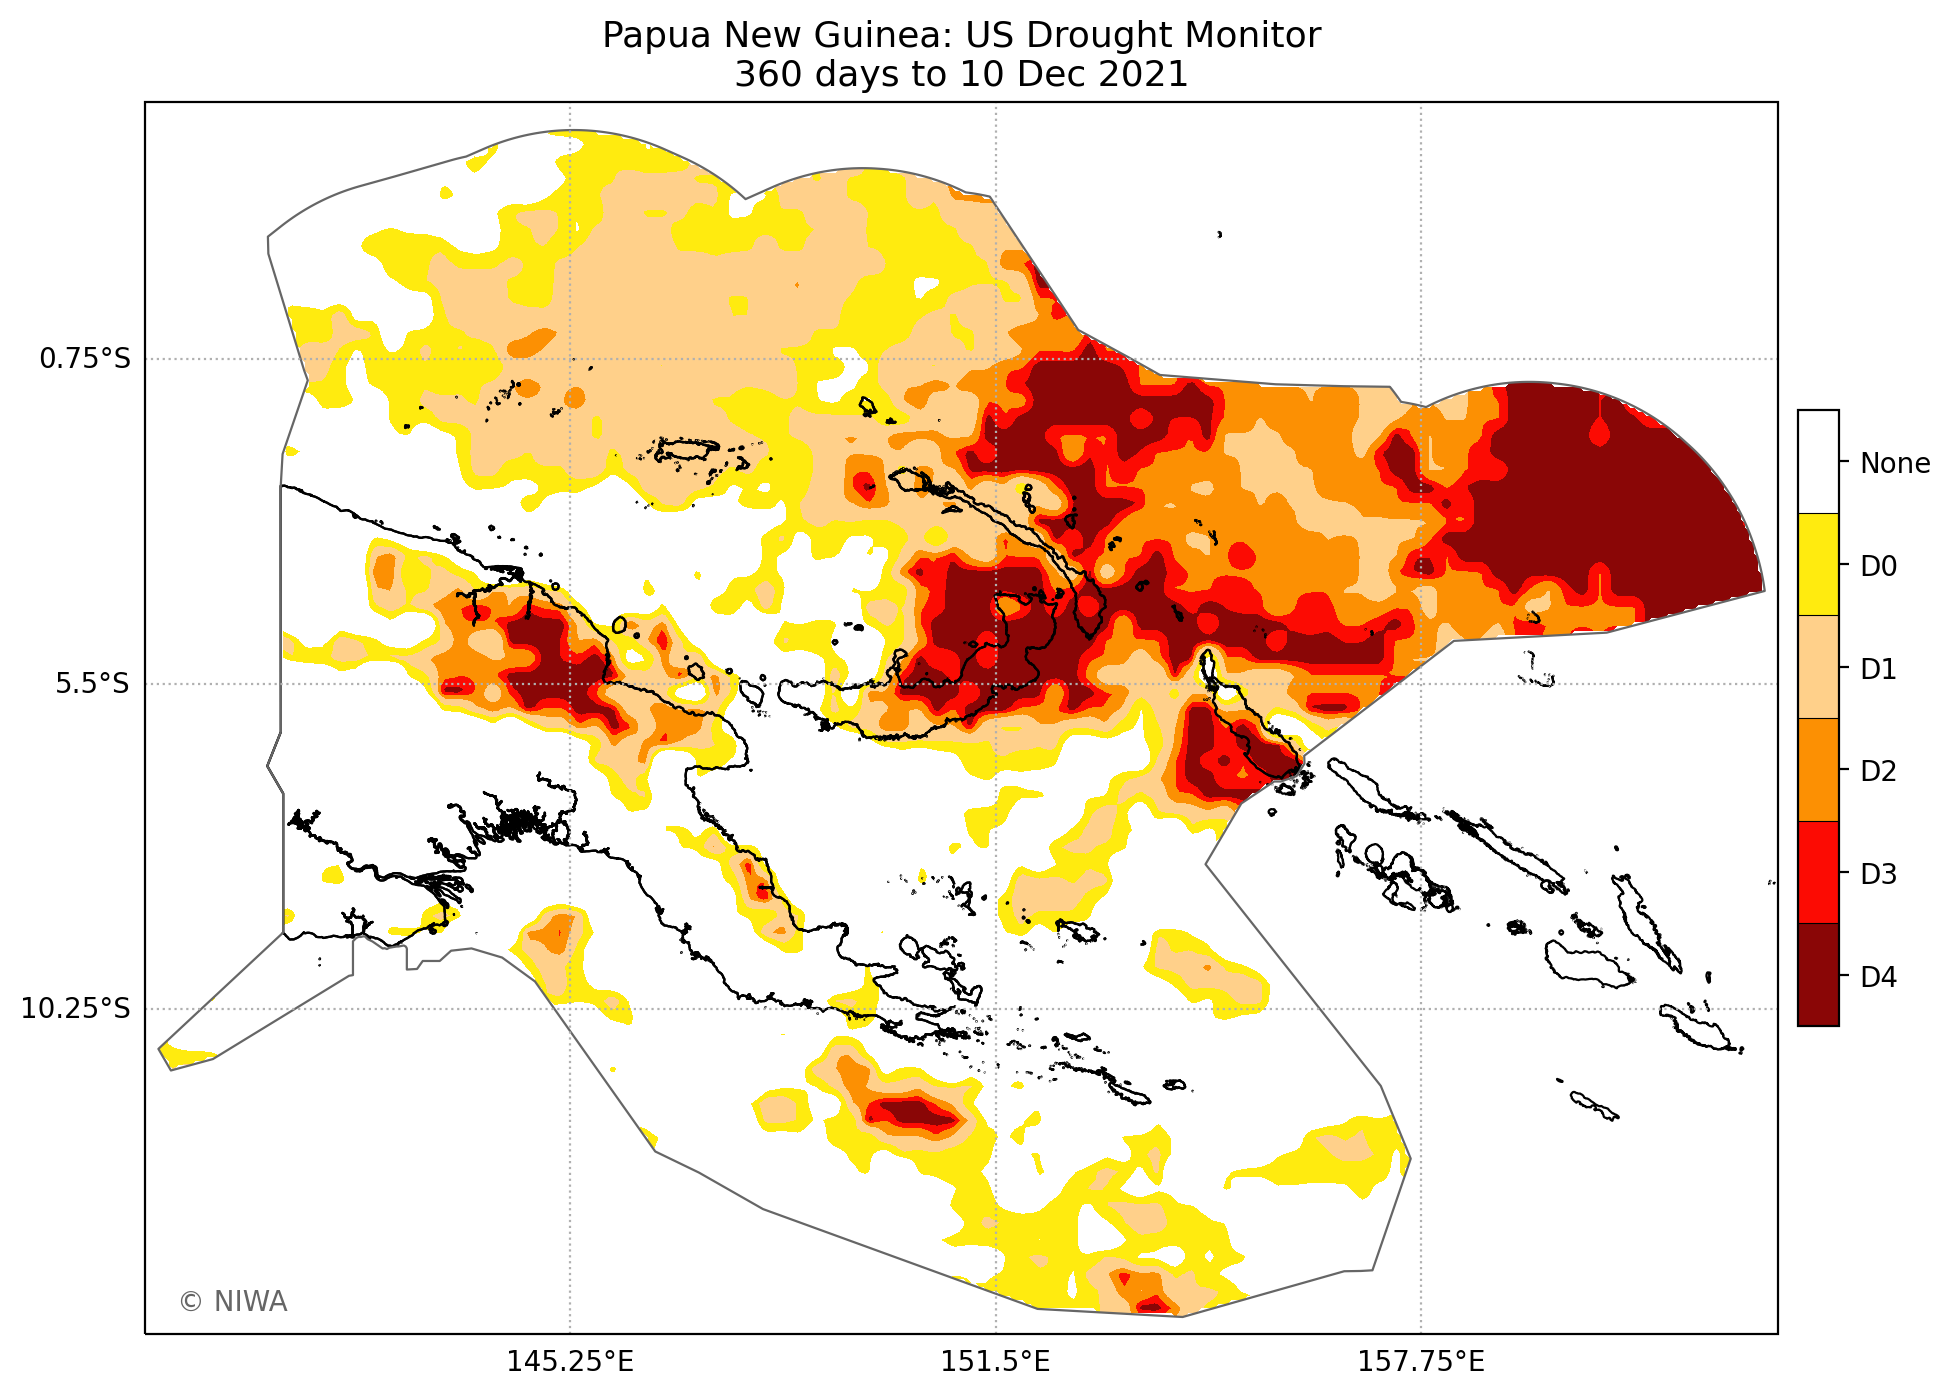 Papua New Guinea: US Drought Monitor
360 days to 10 Dec 2021
0.75°S
5.5°S
10.25°S
145.25°E
151.5°E
157.75°E
None
D0
D1
D2
D3
D4
© NIWA